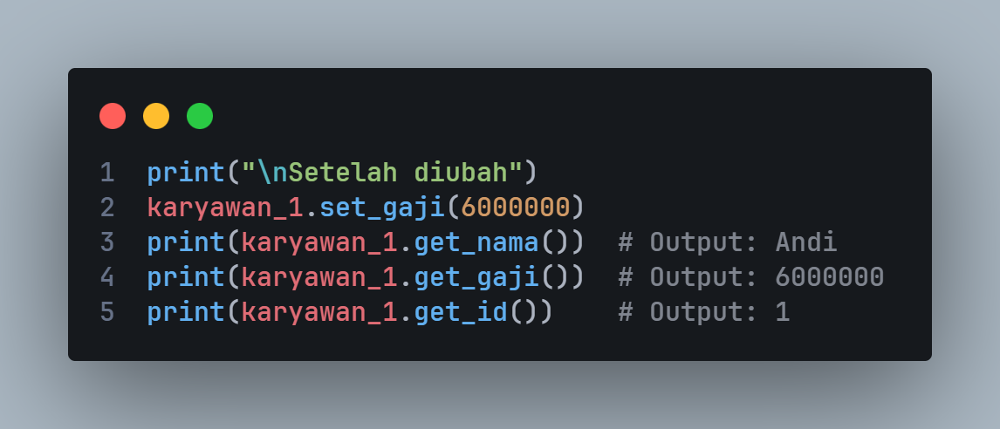 1 print("\nSetelah diubah")
2 karyawan_1.set_gaji(6000000)
3 print(karyawan_1.get_nama())  # Output: Andi
4 print(karyawan_1.get_gaji())  # Output: 6000000
5 print(karyawan_1.get_id())    # Output: 1